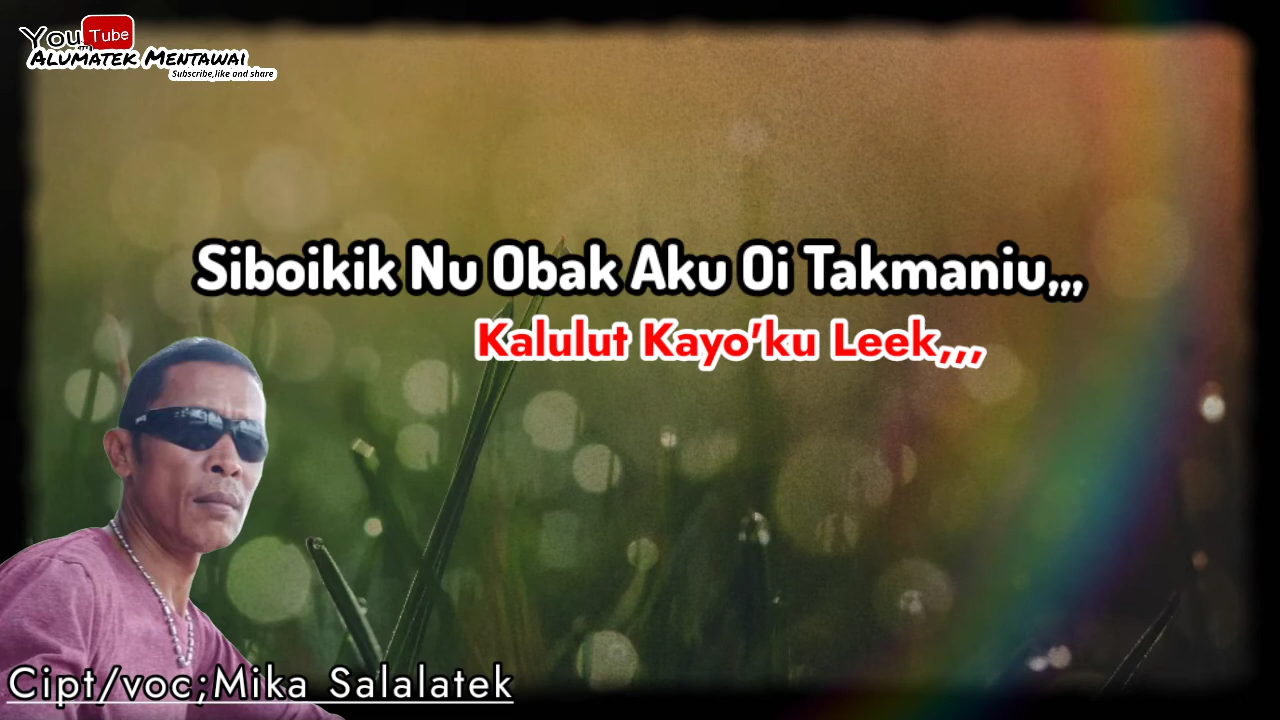 YouTube
Alumatek Mentawai
Subscribe,like and share
Siboikik Nu Obak Aku Oi Takmaniu,,,
Kalulut Kayo'ku Leek,,,
Cipt/voc;Mika Salalatek